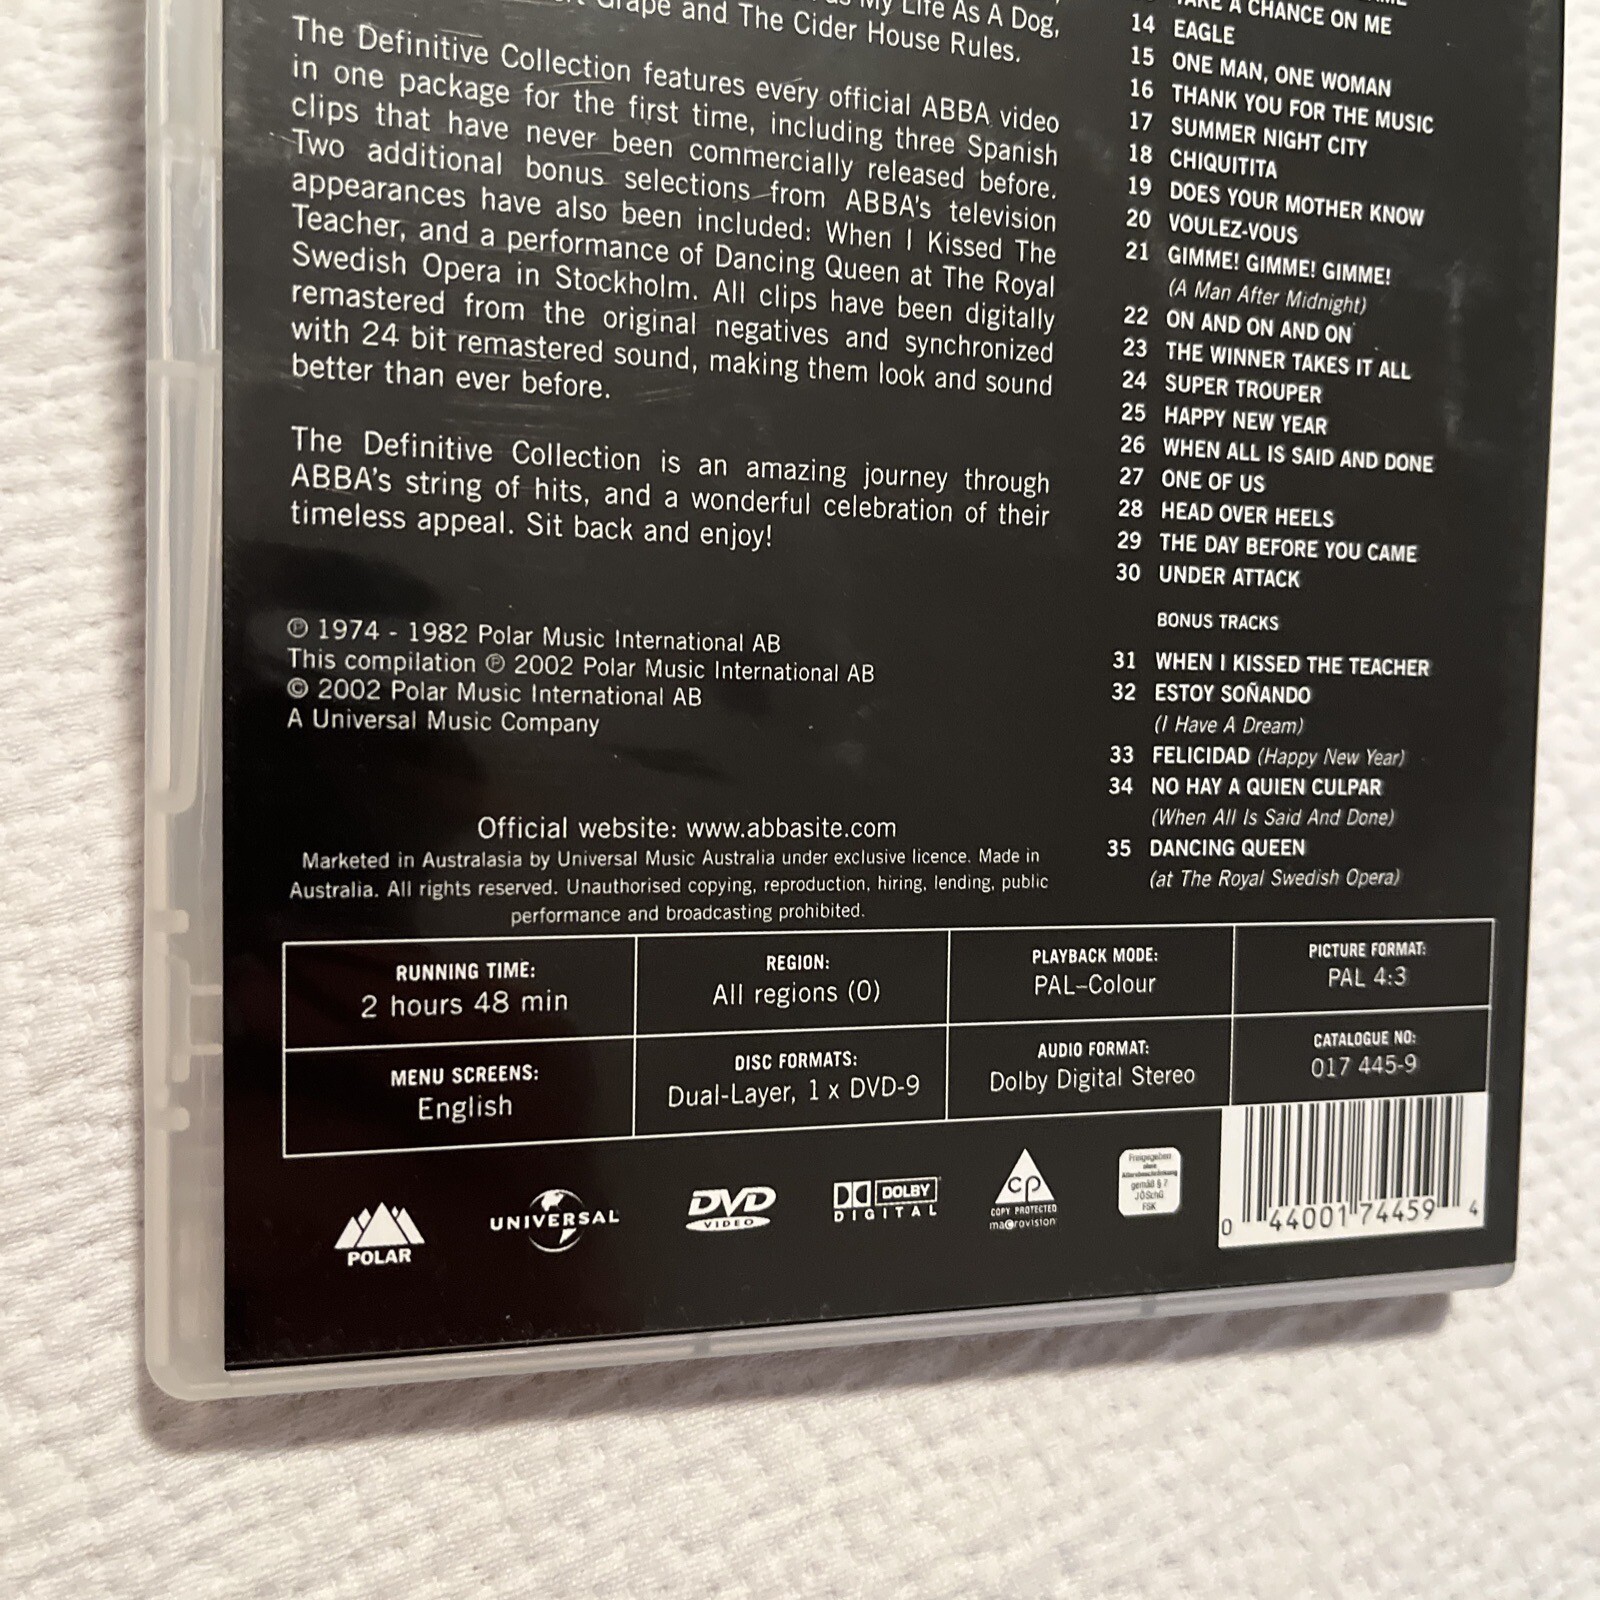 My Life As A Dog,
Grape and The Cider House Rules.
The Definitive Collection features every official ABBA video
in one package for the first time, including three Spanish
clips that have never been commercially released before.
Two additional bonus selections from ABBA's television
appearances have also been included: When I Kissed The
Teacher, and a performance of Dancing Queen at The Royal
Swedish Opera in Stockholm. All clips have been digitally
remastered from the original negatives and synchronized
with 24 bit remastered sound, making them look and sound
better than ever before.
The Definitive Collection is an amazing journey through
ABBA's string of hits, and a wonderful celebration of their
timeless appeal. Sit back and enjoy!
℗ 1974 - 1982 Polar Music International AB
This compilation ℗ 2002 Polar Music International AB
© 2002 Polar Music International AB
A Universal Music Company
Official website: www.abbasite.com
Marketed in Australasia by Universal Music Australia under exclusive licence. Made in
Australia. All rights reserved. Unauthorised copying, reproduction, hiring, lending, public
performance and broadcasting prohibited.
TAKE A CHANCE ON ME
14 EAGLE
15 ONE MAN, ONE WOMAN
16 THANK YOU FOR THE MUSIC
17 SUMMER NIGHT CITY
18 CHIQUITITA
19 DOES YOUR MOTHER KNOW
20 VOULEZ-VOUS
21 GIMME! GIMME! GIMME!
(A Man After Midnight)
22 ON AND ON AND ON
23 THE WINNER TAKES IT ALL
24 SUPER TROUPER
25 HAPPY NEW YEAR
26 WHEN ALL IS SAID AND DONE
27 ONE OF US
28 HEAD OVER HEELS
29 THE DAY BEFORE YOU CAME
30 UNDER ATTACK
BONUS TRACKS
31 WHEN I KISSED THE TEACHER
32 ESTOY SOÑANDO
(I Have A Dream)
33 FELICIDAD (Happy New Year)
34 NO HAY A QUIEN CULPAR
(When All Is Said And Done)
35 DANCING QUEEN
(at The Royal Swedish Opera)
RUNNING TIME:
2 hours 48 min
REGION:
All regions (0)
PLAYBACK MODE:
PAL–Colour
PICTURE FORMAT:
PAL 4:3
MENU SCREENS:
English
DISC FORMATS:
Dual-Layer, 1 x DVD-9
AUDIO FORMAT:
Dolby Digital Stereo
CATALOGUE NO:
017 445-9
POLAR
UNIVERSAL
DVD
VIDEO
DOLBY
DIGITAL
CP
COPY PROTECTED
macrovision
Freigegeben
ohne
Altersbeschränkung
gemäß § 7
JÖSchG
FSK
0 44001 74459 4